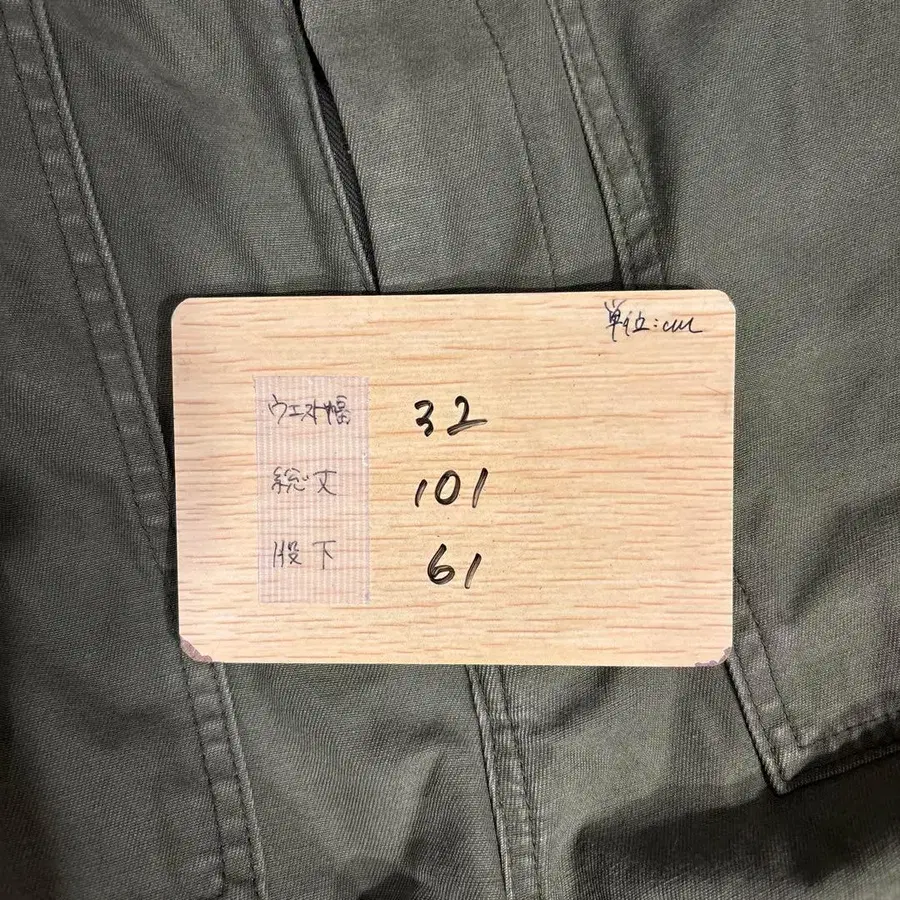 単位:cm
ウエスト幅 32
総丈 101
股下 61